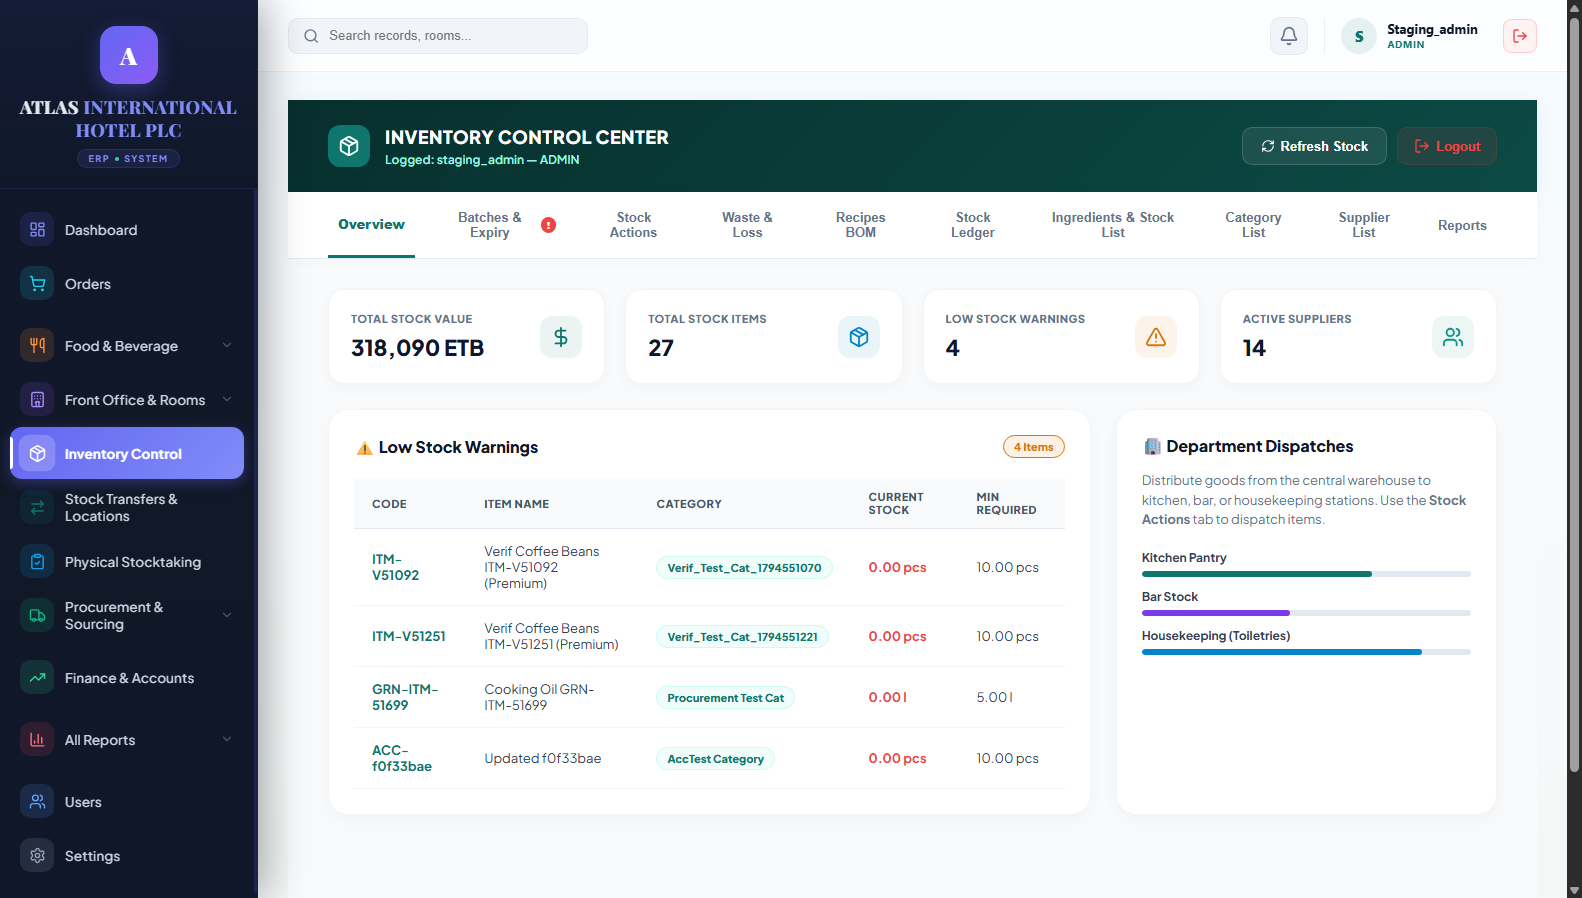 A
ATLAS INTERNATIONAL
HOTEL PLC
ERP • SYSTEM
Dashboard
Orders
Food & Beverage
Front Office & Rooms
Inventory Control
Stock Transfers &
Locations
Physical Stocktaking
Procurement &
Sourcing
Finance & Accounts
All Reports
Users
Settings
Search records, rooms...
S
Staging_admin
ADMIN
INVENTORY CONTROL CENTER
Logged: staging_admin — ADMIN
Refresh Stock
Logout
Overview
Batches &
Expiry
Stock
Actions
Waste &
Loss
Recipes
BOM
Stock
Ledger
Ingredients & Stock
List
Category
List
Supplier
List
Reports
TOTAL STOCK VALUE
318,090 ETB
TOTAL STOCK ITEMS
27
LOW STOCK WARNINGS
4
ACTIVE SUPPLIERS
14
Low Stock Warnings
4 Items
CODE
ITEM NAME
CATEGORY
CURRENT
STOCK
MIN
REQUIRED
ITM-
V51092
Verif Coffee Beans
ITM-V51092
(Premium)
Verif_Test_Cat_1794551070
0.00 pcs
10.00 pcs
ITM-V51251
Verif Coffee Beans
ITM-V51251 (Premium)
Verif_Test_Cat_1794551221
0.00 pcs
10.00 pcs
GRN-ITM-
51699
Cooking Oil GRN-
ITM-51699
Procurement Test Cat
0.00 l
5.00 l
ACC-
f0f33bae
Updated f0f33bae
AccTest Category
0.00 pcs
10.00 pcs
Department Dispatches
Distribute goods from the central warehouse to
kitchen, bar, or housekeeping stations. Use the Stock
Actions tab to dispatch items.
Kitchen Pantry
Bar Stock
Housekeeping (Toiletries)